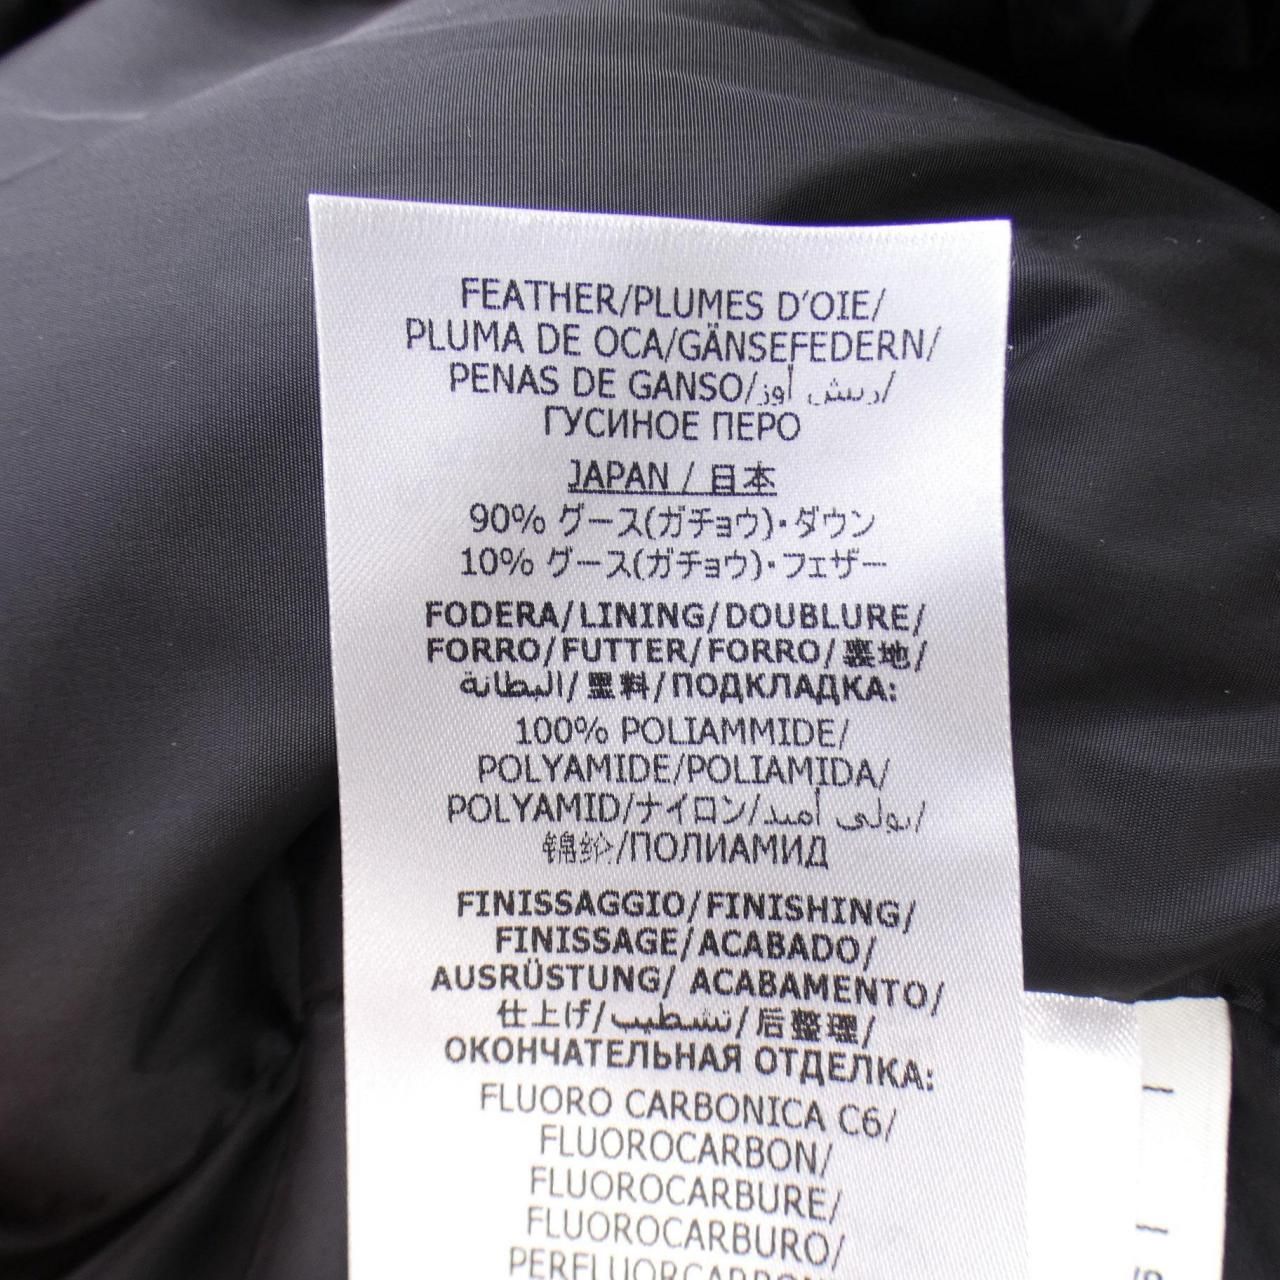 FEATHER/PLUMES D'OIE/
PLUMA DE OCA/GÄNSEFEDERN/
PENAS DE GANSO/ريش أوز/
ГУСИНОЕ ПЕРО
JAPAN / 日本
90% グース(ガチョウ)・ダウン
10% グース(ガチョウ)・フェザー
FODERA/LINING/DOUBLURE/
FORRO/FUTTER/FORRO/裏地/
البطانة/里料/ПОДКЛАДКА:
100% POLIAMMIDE/
POLYAMIDE/POLIAMIDA/
POLYAMID/ナイロン/بولي أميد/
锦纶/ПОЛИАМИД
FINISSAGGIO/FINISHING/
FINISSAGE/ACABADO/
AUSRÜSTUNG/ ACABAMENTO/
仕上げ/تشطيب/后整理/
ОКОНЧАТЕЛЬНАЯ ОТДЕЛКА:
FLUORO CARBONICA C6/
FLUOROCARBON/
FLUOROCARBURE/
FLUOROCARBURO/